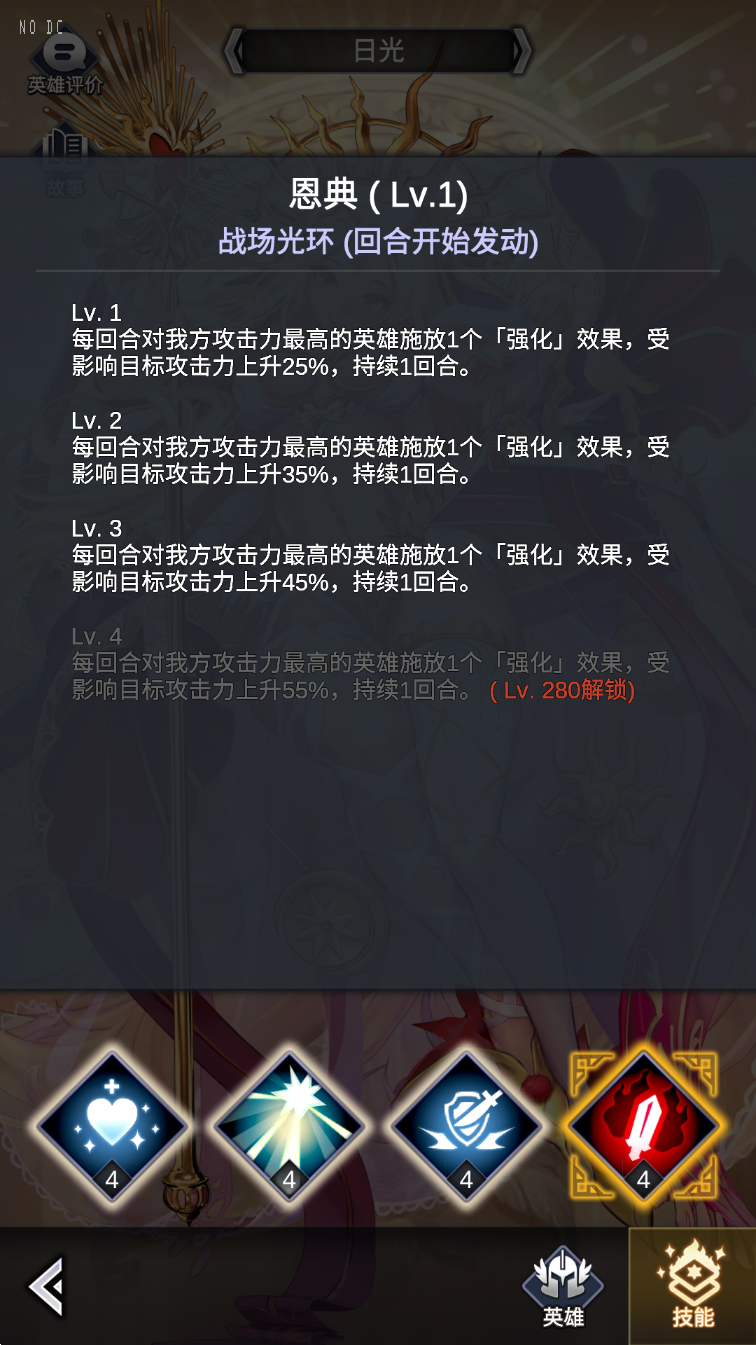 NO DC
日光
英雄评价
故事
恩典 ( Lv.1)
战场光环 (回合开始发动)
Lv. 1
每回合对我方攻击力最高的英雄施放1个「强化」效果，受
影响目标攻击力上升25%，持续1回合。
Lv. 2
每回合对我方攻击力最高的英雄施放1个「强化」效果，受
影响目标攻击力上升35%，持续1回合。
Lv. 3
每回合对我方攻击力最高的英雄施放1个「强化」效果，受
影响目标攻击力上升45%，持续1回合。
Lv. 4
每回合对我方攻击力最高的英雄施放1个「强化」效果，受
影响目标攻击力上升55%，持续1回合。 ( Lv. 280解锁)
4
4
4
4
英雄
技能